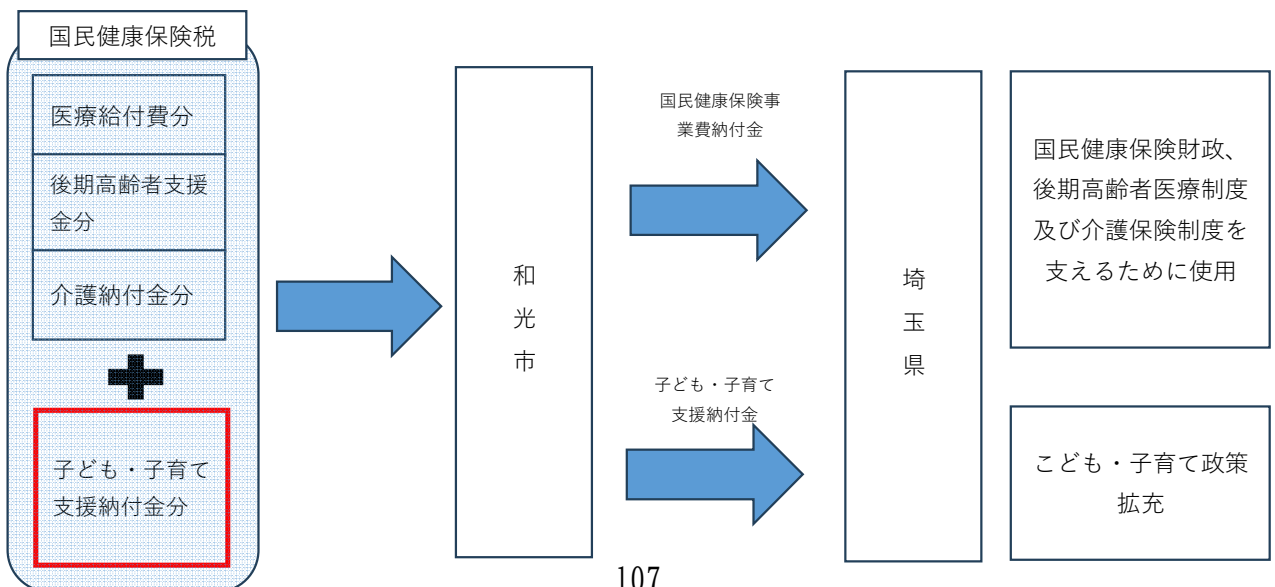 国民健康保険税
医療給付費分
後期高齢者支援
金分
介護納付金分
子ども・子育て
支援納付金分
和
光
市
国民健康保険事
業費納付金
子ども・子育て
支援納付金
埼
玉
県
国民健康保険財政、
後期高齢者医療制度
及び介護保険制度を
支えるために使用
こども・子育て政策
拡充
107